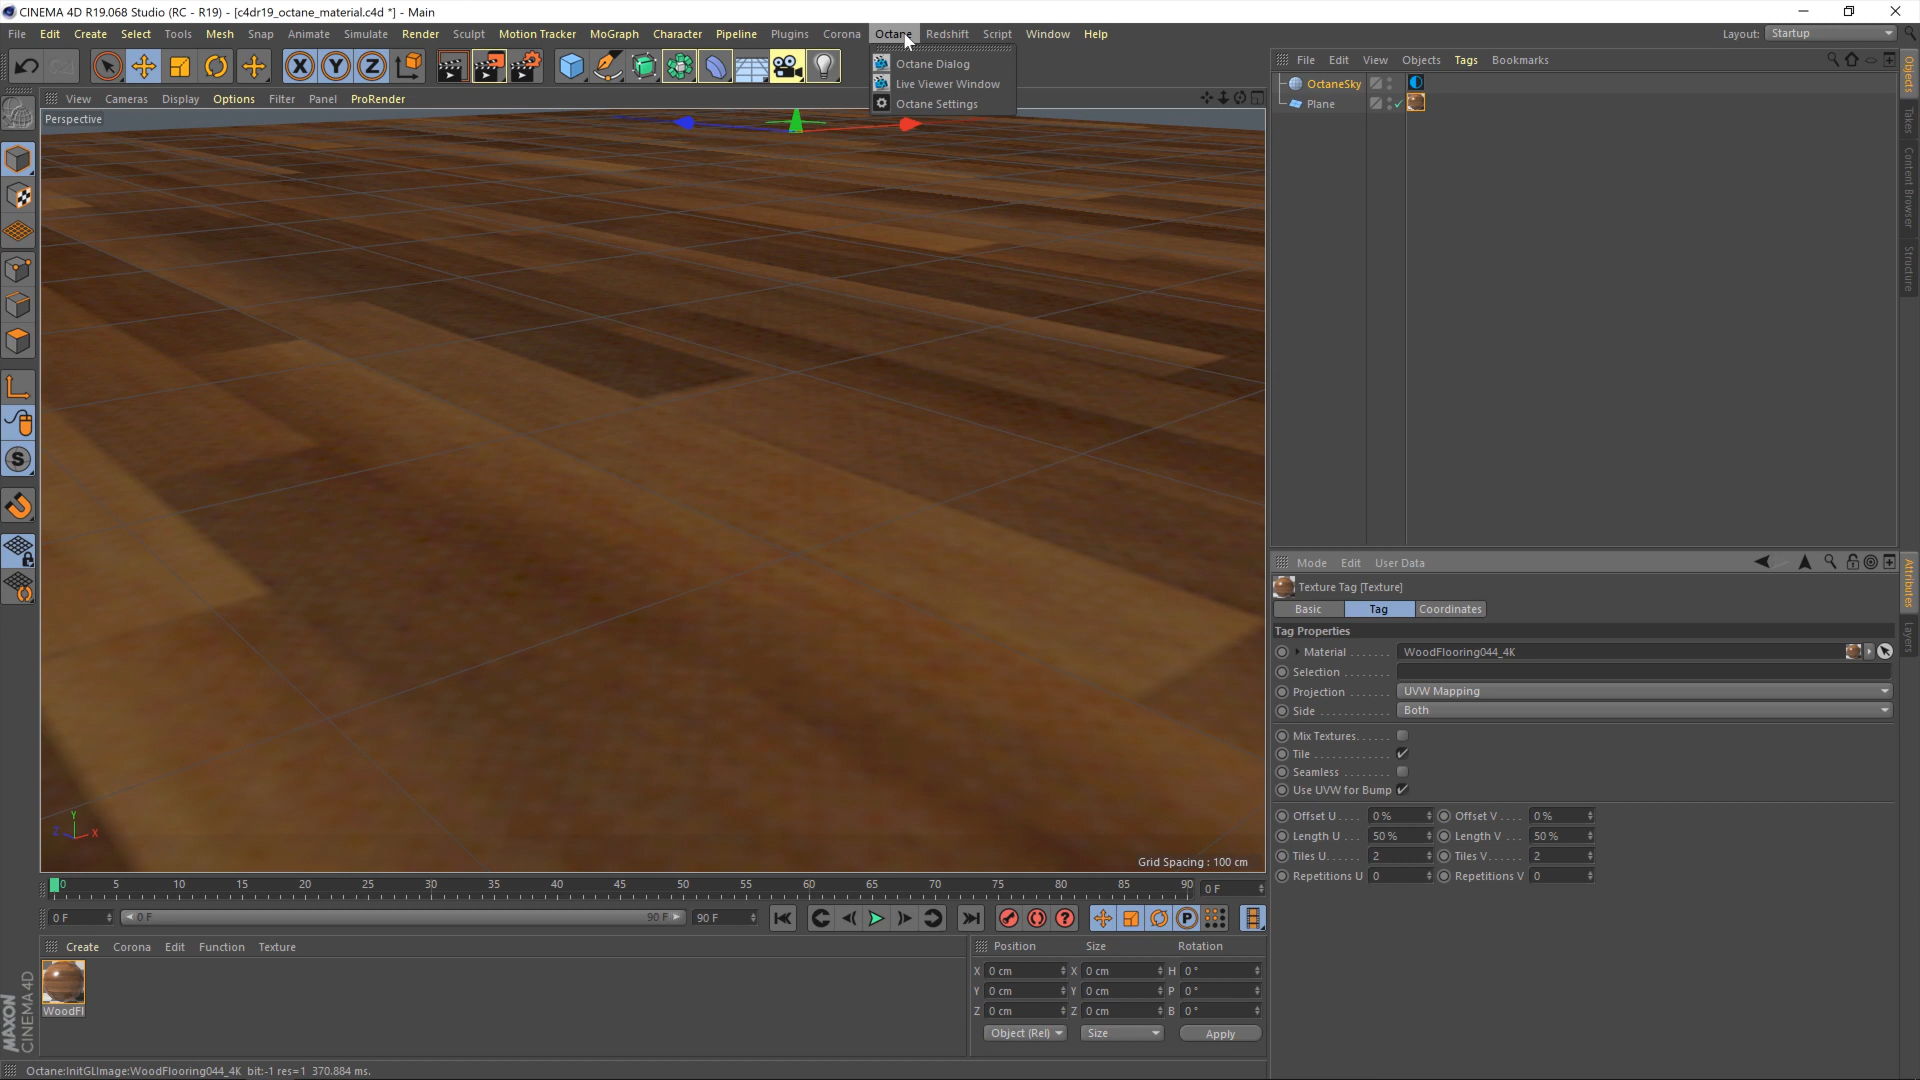 CINEMA 4D R19.068 Studio (RC - R19) - [c4dr19_octane_material.c4d *] - Main
File Edit Create Select Tools Mesh Snap Animate Simulate Render Sculpt Motion Tracker MoGraph Character Pipeline Plugins Corona Octane Redshift Script Window Help Layout: Startup
Octane Dialog
Live Viewer Window
Octane Settings
View Cameras Display Options Filter Panel ProRender
Perspective
Grid Spacing : 100 cm
File Edit View Objects Tags Bookmarks
OctaneSky
Plane
Objects
Takes
Content Browser
Structure
Mode Edit User Data
Texture Tag [Texture]
Basic Tag Coordinates
Tag Properties
Material . . . . . . . WoodFlooring044_4K
Selection . . . . . . . .
Projection . . . . . . . UVW Mapping
Side . . . . . . . . . . . . Both
Mix Textures. . . . . .
Tile . . . . . . . . . . . . .
Seamless . . . . . . . .
Use UVW for Bump
Offset U . . . . 0 % Offset V . . . . 0 %
Length U . . . 50 % Length V . . . 50 %
Tiles U. . . . . . 2 Tiles V. . . . . . 2
Repetitions U 0 Repetitions V 0
Attributes
Layers
0 5 10 15 20 25 30 35 40 45 50 55 60 65 70 75 80 85 90 0 F
0 F 0 F 90 F 90 F
Create Corona Edit Function Texture
WoodFl
Position Size Rotation
X 0 cm X 0 cm H 0 °
Y 0 cm Y 0 cm P 0 °
Z 0 cm Z 0 cm B 0 °
Object (Rel) Size Apply
MAXON
CINEMA 4D
Octane:InitGLImage:WoodFlooring044_4K bit:-1 res=1 370.884 ms.